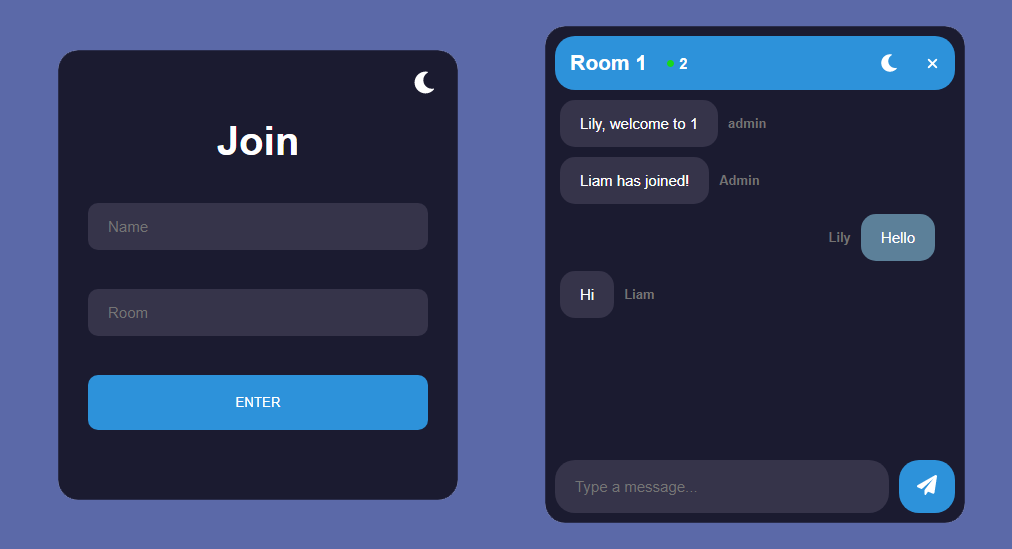 Join
Name
Room
ENTER
Room 1 2
Lily, welcome to 1 admin
Liam has joined! Admin
Lily Hello
Hi Liam
Type a message...